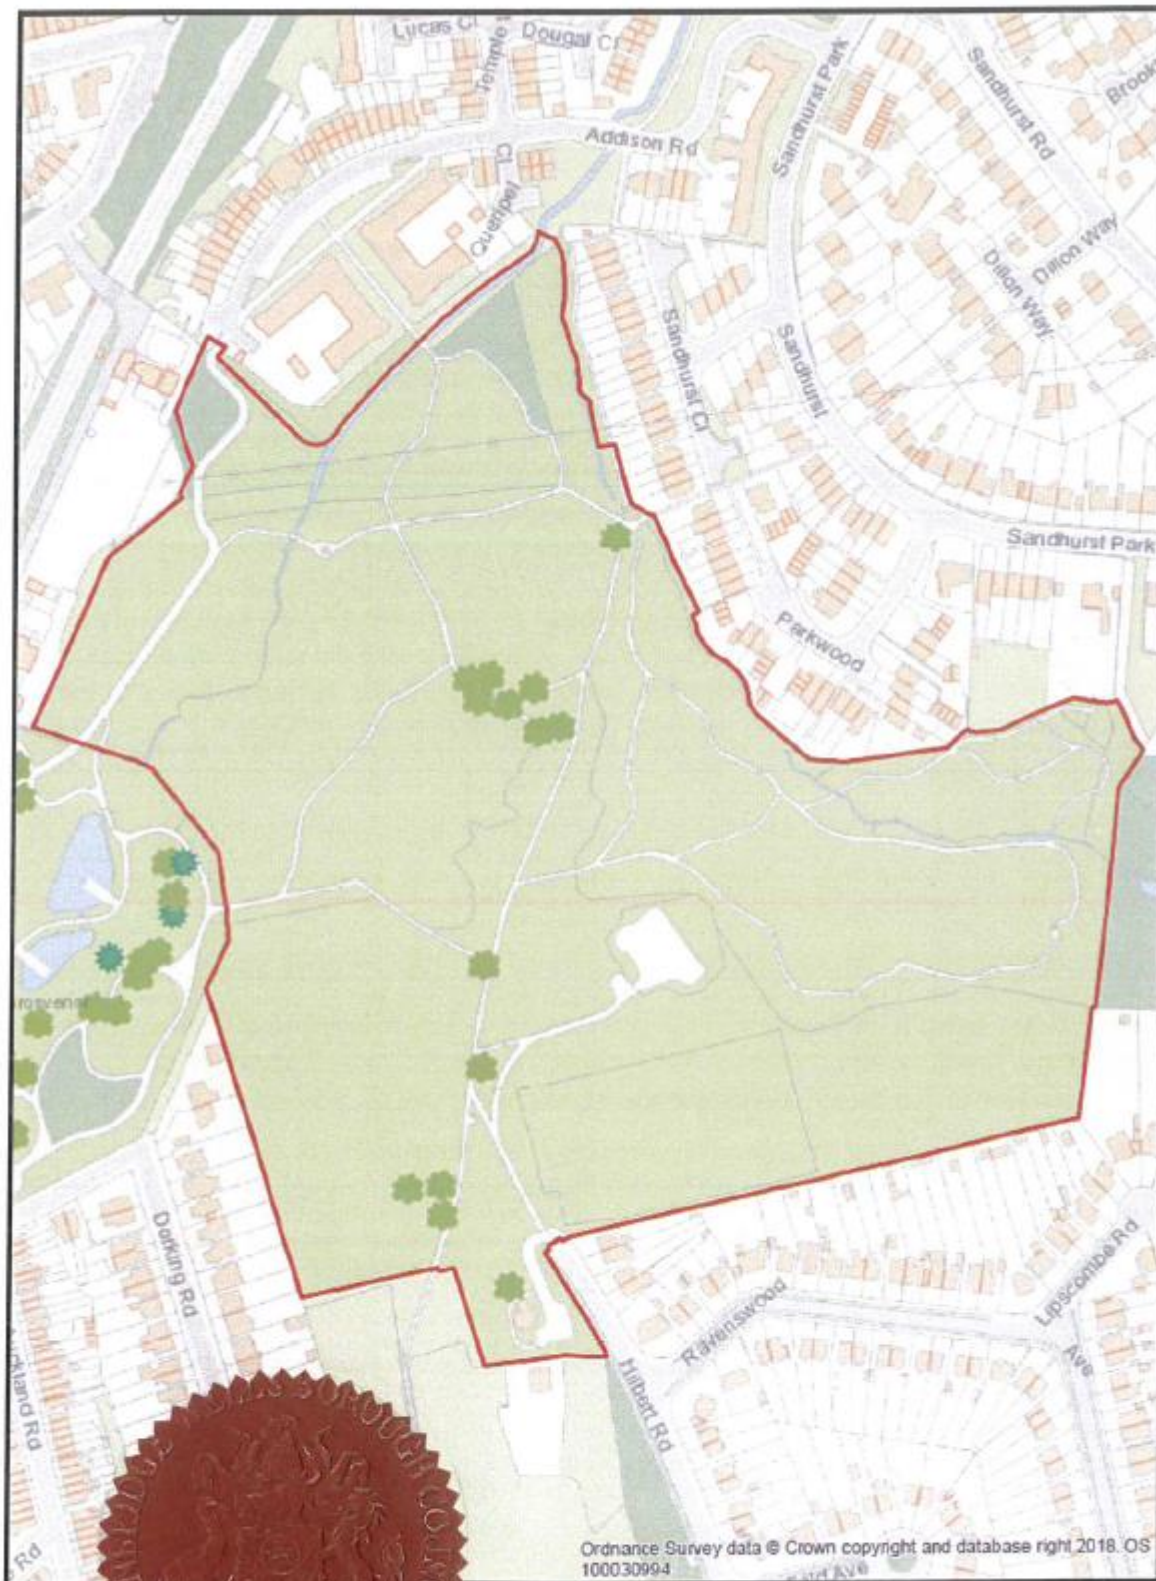 Lucas Cl
Dougal Cl
Temple
Cl
Addison Rd
Sandhurst Park
Sandhurst Rd
Quempel
Dillon Way
Dillon Way
Sandhurst Cl
Sandhurst
Sandhurst Park
Parkwood
Dorking Rd
Ravenswood
Lipscombe Rd
Ave
Hilbert Rd
Rd
BOROUGH
Ordnance Survey data © Crown copyright and database right 2018. OS
100030994